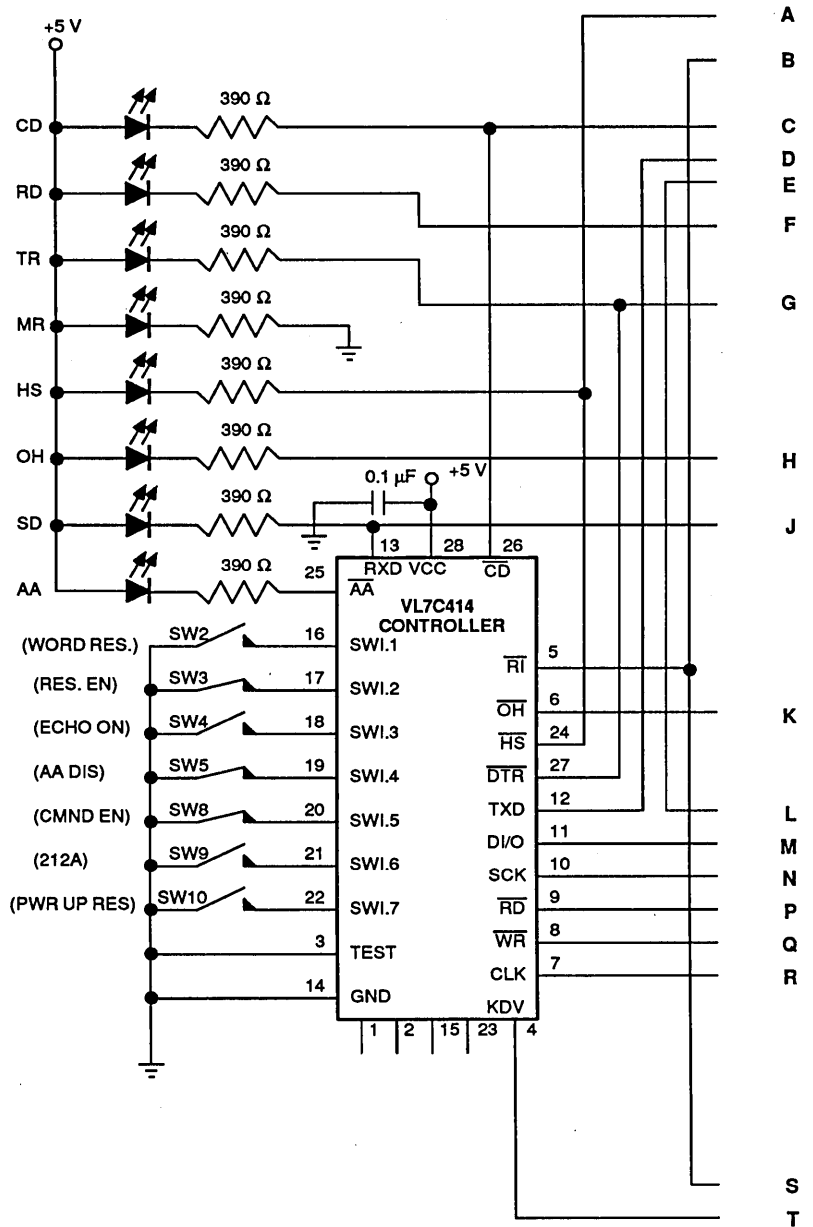 +5 V
A
B
390 Ω
CD
C
D
390 Ω
E
RD
F
390 Ω
TR
G
390 Ω
MR
390 Ω
HS
390 Ω
OH
H
0.1 µF
+5 V
390 Ω
SD
J
13 28 26
390 Ω
25
RXD VCC CD
AA
AA
VL7C414
CONTROLLER
(WORD RES.) SW2 16 SWI.1
5
RI
(RES. EN) SW3 17 SWI.2
6
OH
K
(ECHO ON) SW4 18 SWI.3
24
HS
27
DTR
(AA DIS) SW5 19 SWI.4
12
TXD
L
(CMND EN) SW8 20 SWI.5
11
DI/O
M
(212A) SW9 21 SWI.6
10
SCK
N
(PWR UP RES) SW10 22 SWI.7
9
RD
P
8
WR
Q
3 TEST
7
CLK
R
14 GND
KDV
1 2 15 23 4
S
T